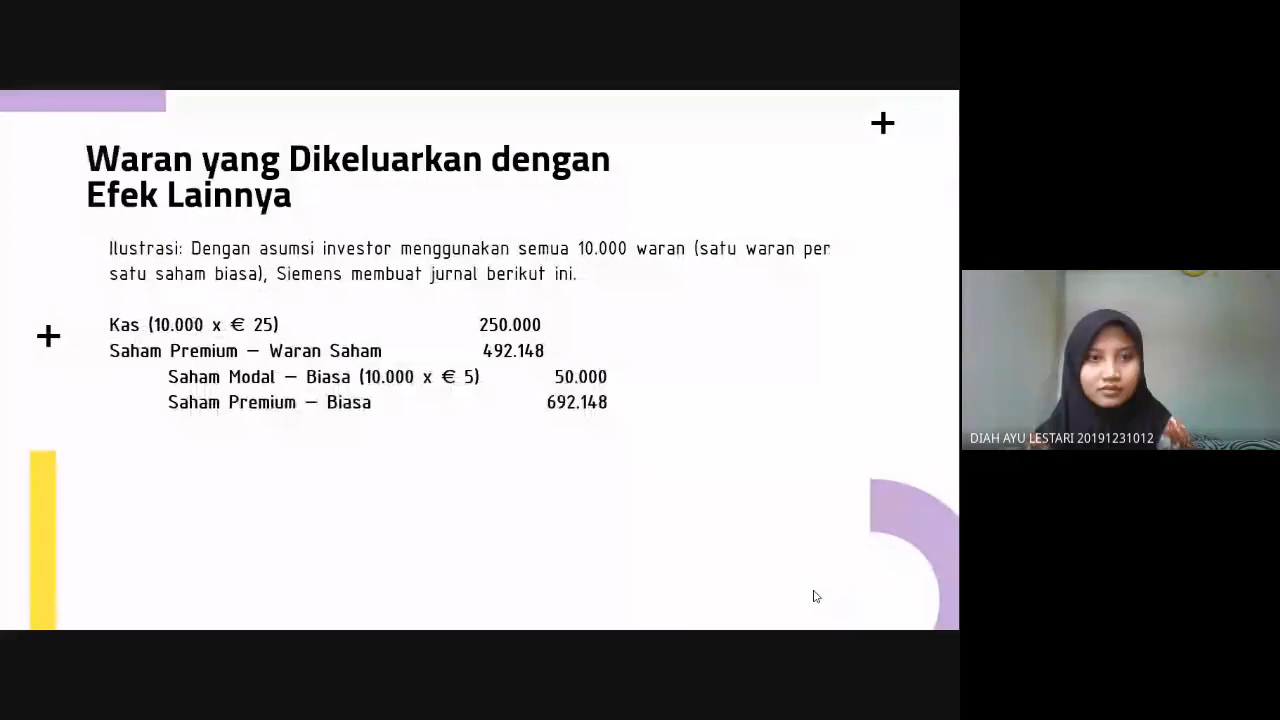 Waran yang Dikeluarkan dengan
Efek Lainnya
Ilustrasi: Dengan asumsi investor menggunakan semua 10.000 waran (satu waran per
satu saham biasa), Siemens membuat jurnal berikut ini.
Kas (10.000 x € 25) 250.000
Saham Premium – Waran Saham 492.148
Saham Modal – Biasa (10.000 x € 5) 50.000
Saham Premium – Biasa 692.148
DIAH AYU LESTARI 20191231012